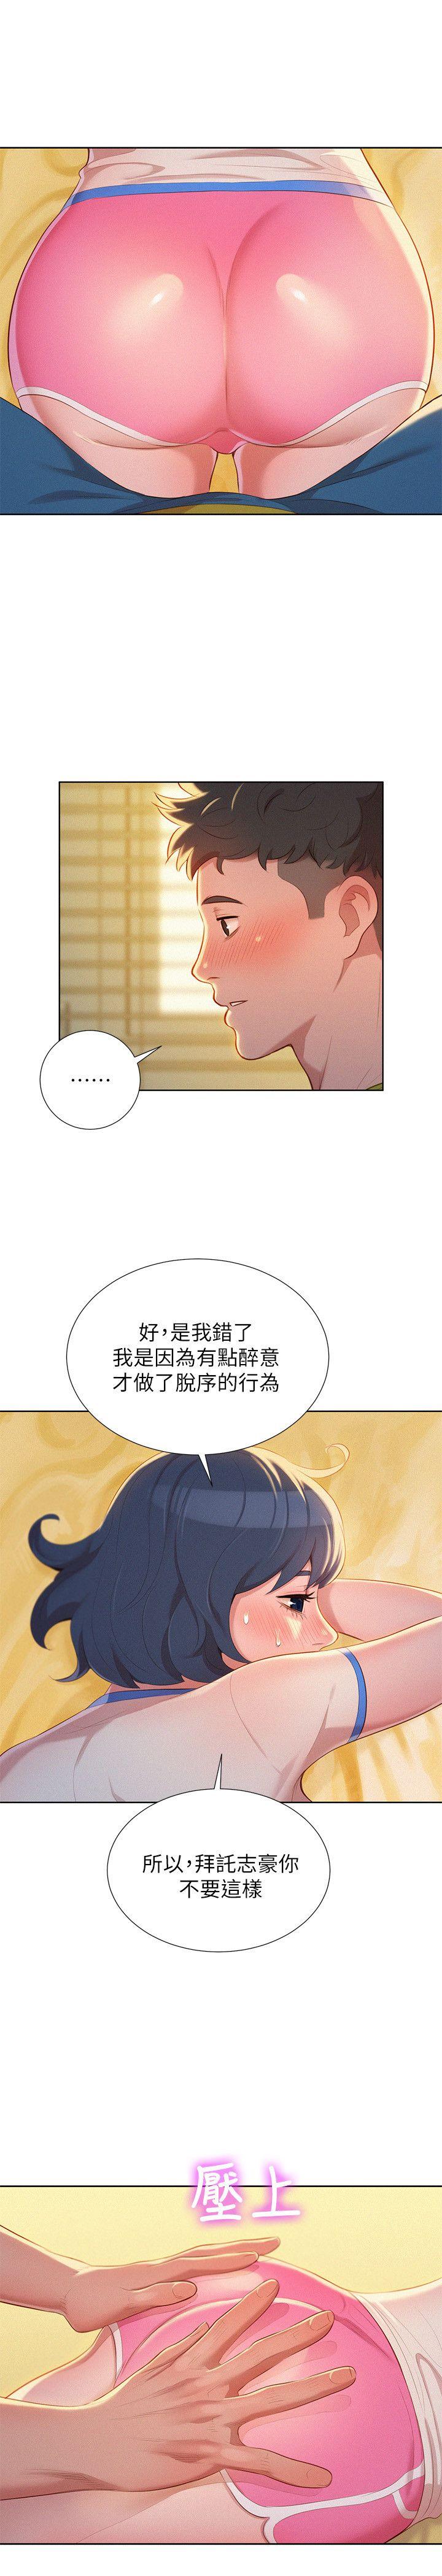 ……
好，是我錯了
我是因為有點醉意
才做了脫序的行為
所以，拜託志豪你
不要這樣
壓上